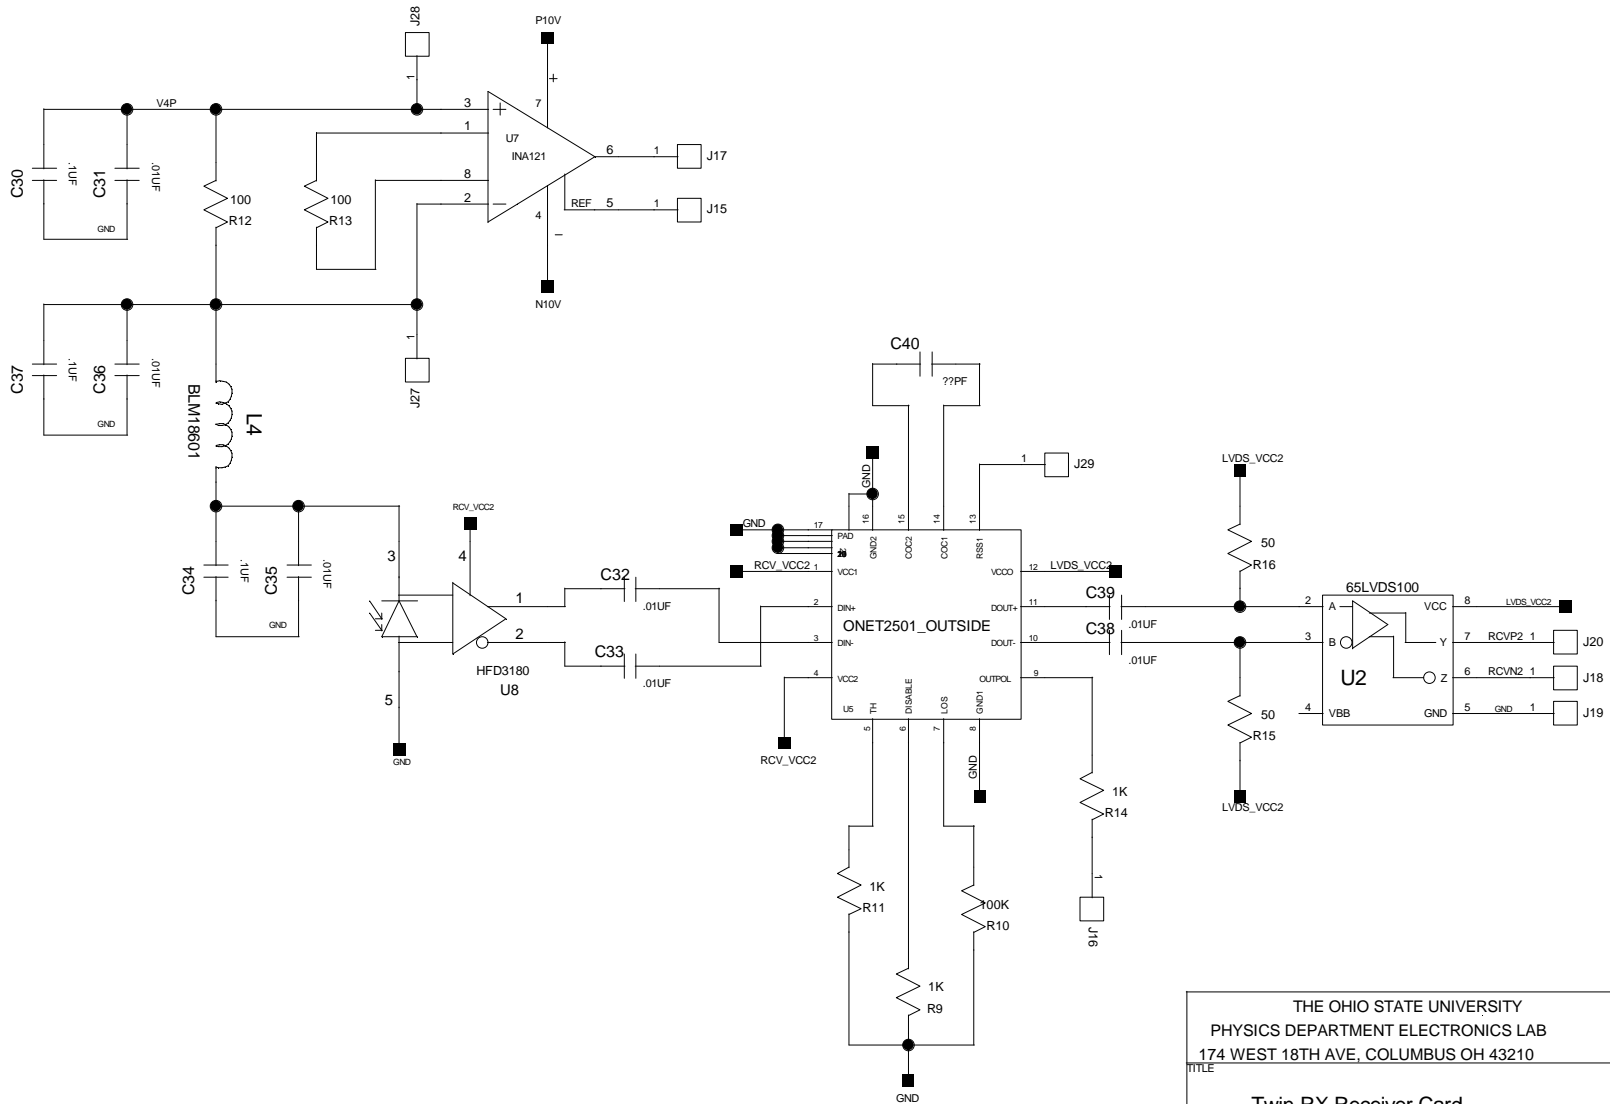 J28
1
P10V
+
7
V4P
3
+
1
U7
INA121
6
1
J17
8
2
−
4
−
REF
5
1
J15
N10V
C30
.1UF
C31
.01UF
GND
100
R12
100
R13
C37
.1UF
C36
.01UF
GND
1
J27
L4
BLM18601
C34
.1UF
C35
.01UF
GND
RCV_VCC2
3
4
1
2
5
HFD3180
U8
GND
C32
.01UF
C33
.01UF
C40
??PF
GND
GND
RCV_VCC2
17
16
15
14
13
1
J29
PAD
GND2
COC2
COC1
RSS1
1
VCC1
VCCO
12
LVDS_VCC2
2
DIN+
DOUT+
11
ONET2501_OUTSIDE
3
DIN-
DOUT-
10
4
VCC2
OUTPOL
9
U5
TH
DISABLE
LOS
GND1
5
6
7
8
GND
RCV_VCC2
1K
R11
1K
R9
100K
R10
GND
1K
R14
1
J16
C39
.01UF
C38
.01UF
LVDS_VCC2
50
R16
50
R15
LVDS_VCC2
65LVDS100
2
A
VCC
8
LVDS_VCC2
3
B
Y
7
RCVP2
1
J20
U2
Z
6
RCVN2
1
J18
4
VBB
GND
5
GND
1
J19
THE OHIO STATE UNIVERSITY
PHYSICS DEPARTMENT ELECTRONICS LAB
174 WEST 18TH AVE, COLUMBUS OH 43210
TITLE
Twin RX Receiver Card